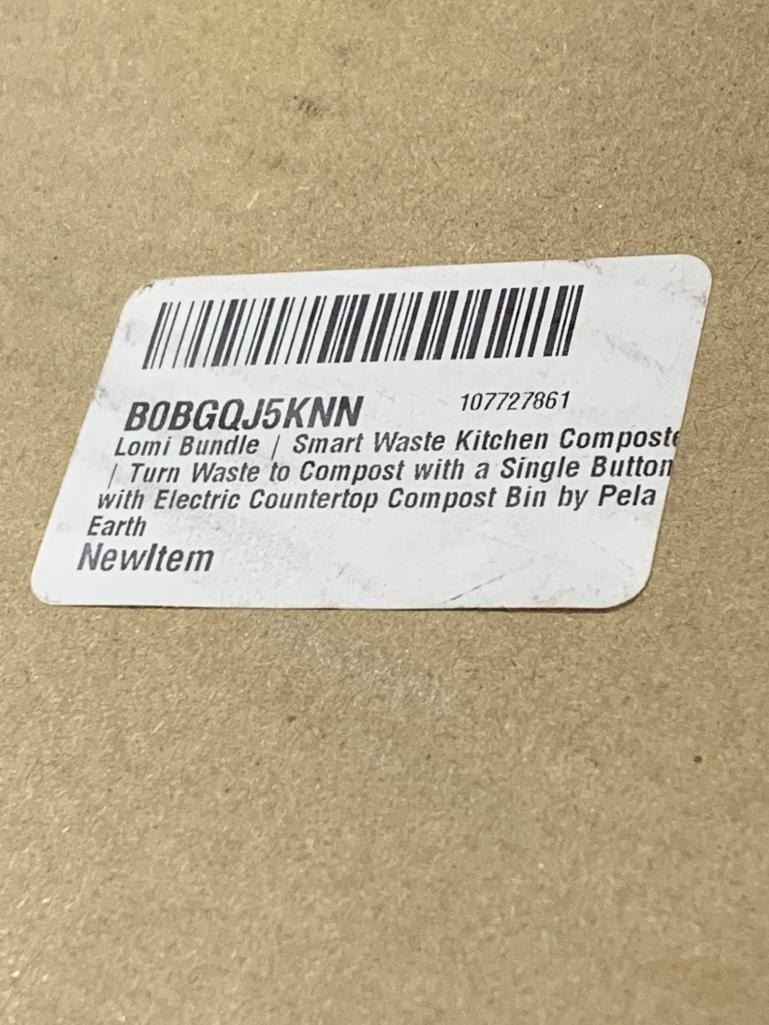 B0BGQJ5KNN
107727861
Lomi Bundle | Smart Waste Kitchen Composte
| Turn Waste to Compost with a Single Button
with Electric Countertop Compost Bin by Pela
Earth
NewItem